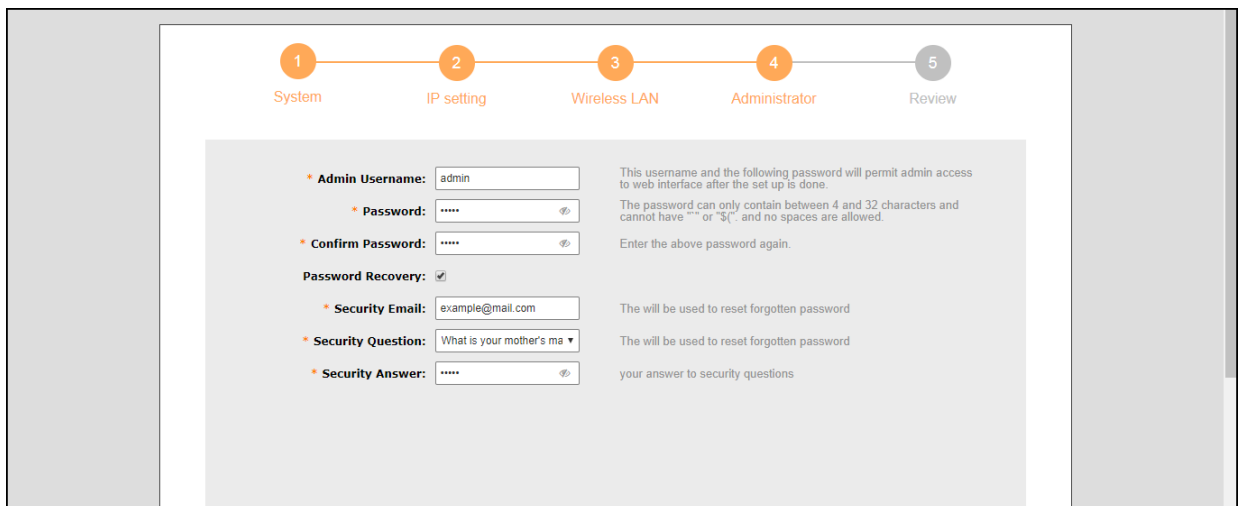 1 2 3 4 5
System IP setting Wireless LAN Administrator Review
* Admin Username: admin This username and the following password will permit admin access
to web interface after the set up is done.
* Password: ••••• The password can only contain between 4 and 32 characters and
cannot have "`" or "$(". and no spaces are allowed.
* Confirm Password: ••••• Enter the above password again.
Password Recovery:
* Security Email: example@mail.com The will be used to reset forgotten password
* Security Question: What is your mother's ma The will be used to reset forgotten password
* Security Answer: ••••• your answer to security questions